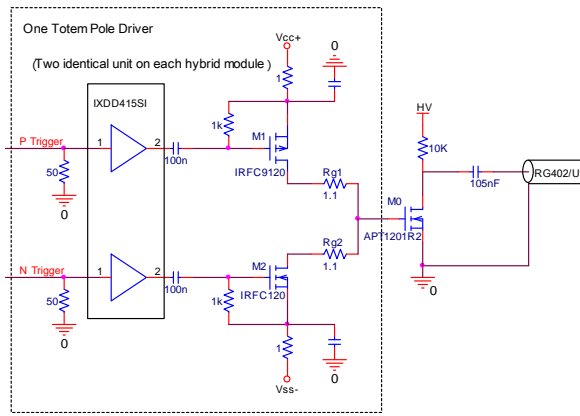 One Totem Pole Driver
(Two identical unit on each hybrid module )
Vcc+
0
IXDD415SI
1
1k
HV
P Trigger
1
2
M1
10K
50
100n
IRFC9120
Rg1
0
1.1
M0
105nF
RG402/U
Rg2
APT1201R2
N Trigger
1
2
M2
1.1
50
100n
1k
IRFC120
0
0
1
0
Vss-